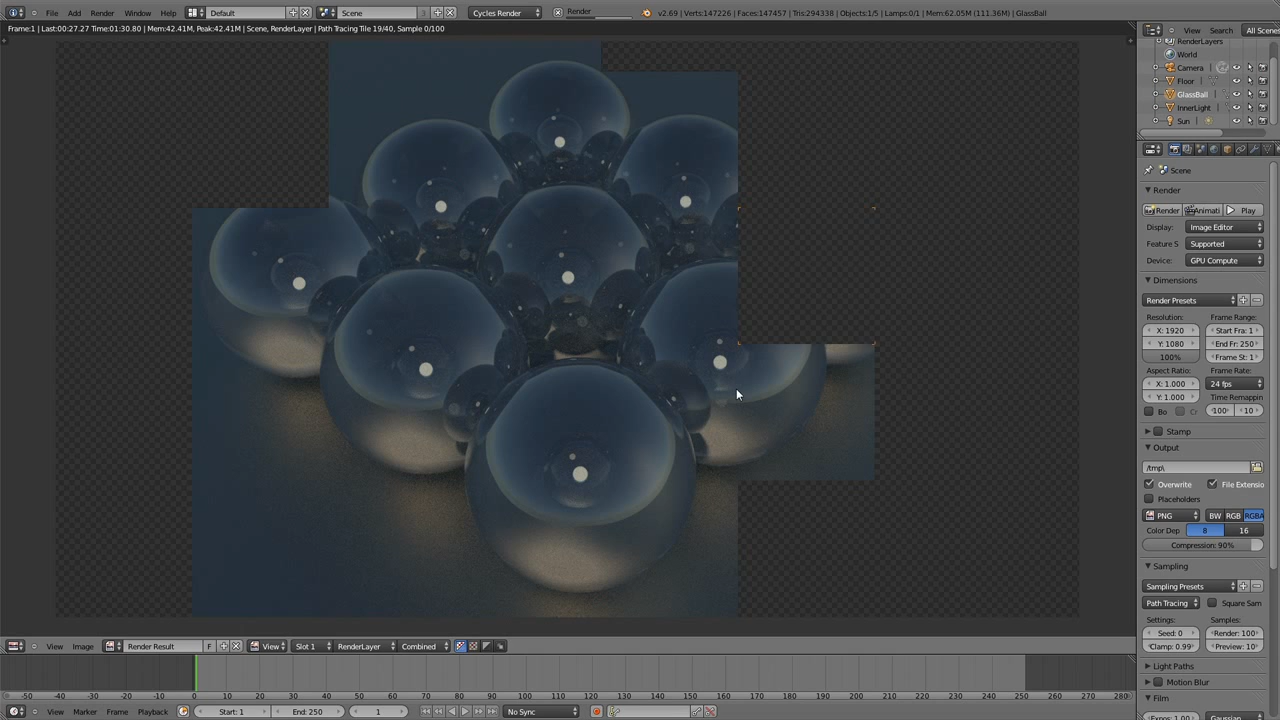 File Add Render Window Help Default Scene 3 Cycles Render Render v2.69 | Verts:147226 | Faces:147457 | Tris:294338 | Objects:1/5 | Lamps:0/1 | Mem:62.05M (111.36M) | GlassBall
Frame:1 | Last:00:27.27 Time:01:30.80 | Mem:42.41M, Peak:42.41M | Scene, RenderLayer | Path Tracing Tile 19/40, Sample 0/100
View Search All Scenes
RenderLayers
World
Camera
Floor
GlassBall
InnerLight
Sun
Scene
Render
Render Animati Play
Display: Image Editor
Feature S Supported
Device: GPU Compute
Dimensions
Render Presets
Resolution: Frame Range:
X: 1920 Start Fra: 1
Y: 1080 End Fr: 250
100% Frame St: 1
Aspect Ratio: Frame Rate:
X: 1.000 24 fps
Y: 1.000 Time Remappin
Bo Cr 100 10
Stamp
Output
/tmp\
Overwrite File Extensio
Placeholders
PNG BW RGB RGBA
Color Dep 8 16
Compression: 90%
Sampling
Sampling Presets
Path Tracing Square Sam
Settings: Samples:
Seed: 0 Render: 100
Clamp: 0.99 Preview: 10
Light Paths
Motion Blur
Film
Expos: 1.00 Gaussian
View Image Render Result F View Slot 1 RenderLayer Combined
-50 -40 -30 -20 -10 0 10 20 30 40 50 60 70 80 90 100 110 120 130 140 150 160 170 180 190 200 210 220 230 240 250 260 270 280
View Marker Frame Playback Start: 1 End: 250 1 No Sync